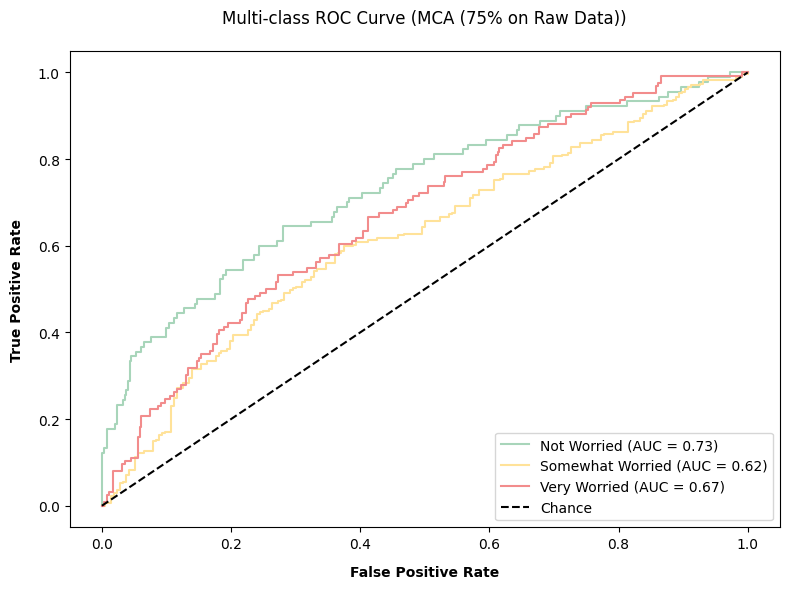 Multi-class ROC Curve (MCA (75% on Raw Data))
True Positive Rate
1.0
0.8
0.6
0.4
0.2
0.0
0.0 0.2 0.4 0.6 0.8 1.0
False Positive Rate
Not Worried (AUC = 0.73)
Somewhat Worried (AUC = 0.62)
Very Worried (AUC = 0.67)
Chance